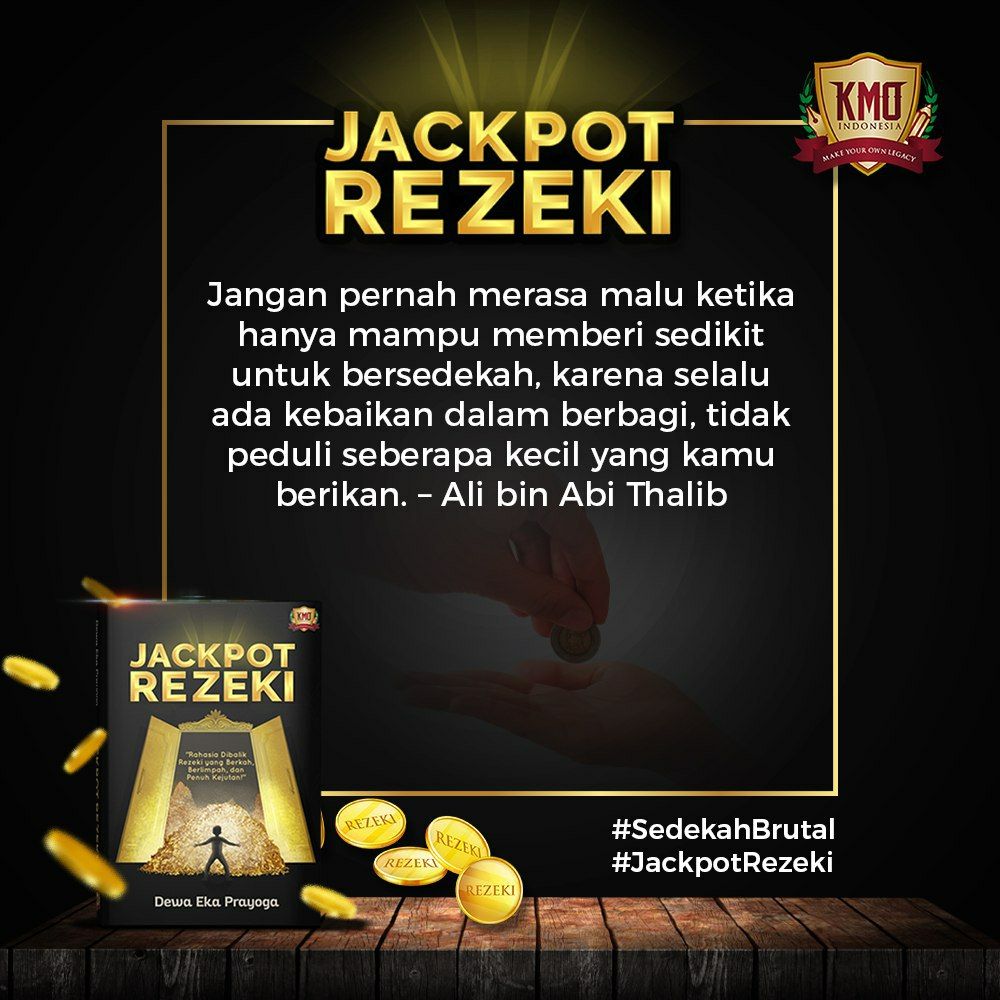 KMO
INDONESIA
MAKE YOUR OWN LEGACY
JACKPOT
REZEKI
Jangan pernah merasa malu ketika
hanya mampu memberi sedikit
untuk bersedekah, karena selalu
ada kebaikan dalam berbagi, tidak
peduli seberapa kecil yang kamu
berikan. – Ali bin Abi Thalib
KMO
JACKPOT
REZEKI
"Rahasia Dibalik
Rezeki yang Berkah,
Berlimpah, dan
Penuh Kejutan!"
Dewa Eka Prayoga
Dewa Eka Prayoga
REZEKI
REZEKI
REZEKI
REZEKI
#SedekahBrutal
#JackpotRezeki